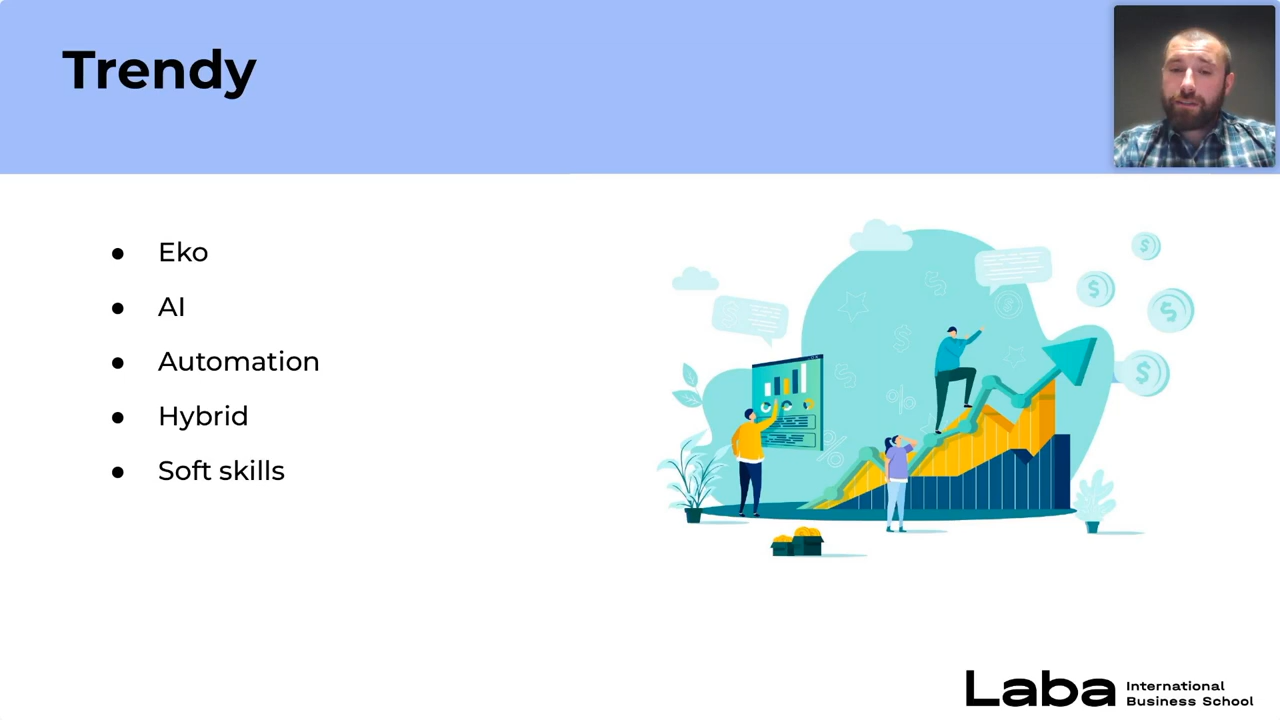 Trendy
Eko
AI
Automation
Hybrid
Soft skills
Laba International
Business School